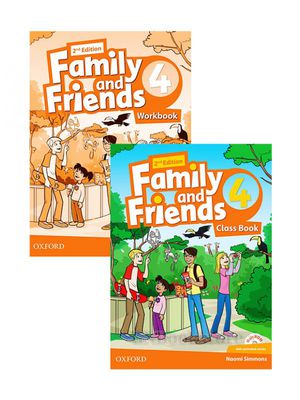 2nd Edition
Family
and
Friends
4
Workbook
OXFORD
2nd Edition
Family
and
Friends
4
Class Book
OXFORD
Naomi Simmons